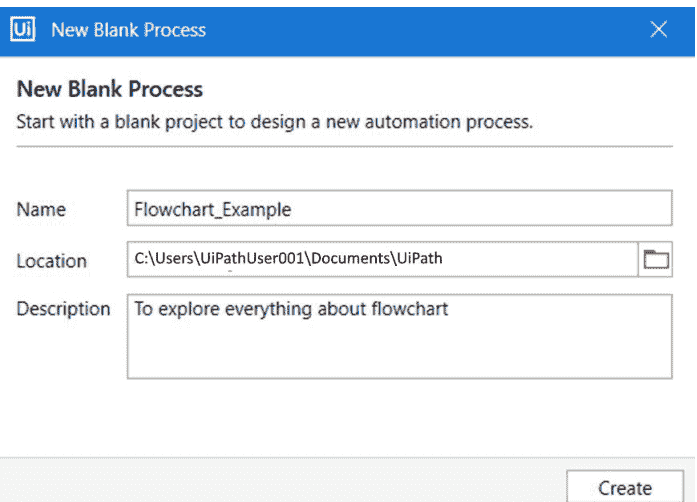 Ui New Blank Process
New Blank Process
Start with a blank project to design a new automation process.
Name Flowchart_Example
Location C:\Users\UiPathUser001\Documents\UiPath
Description To explore everything about flowchart
Create